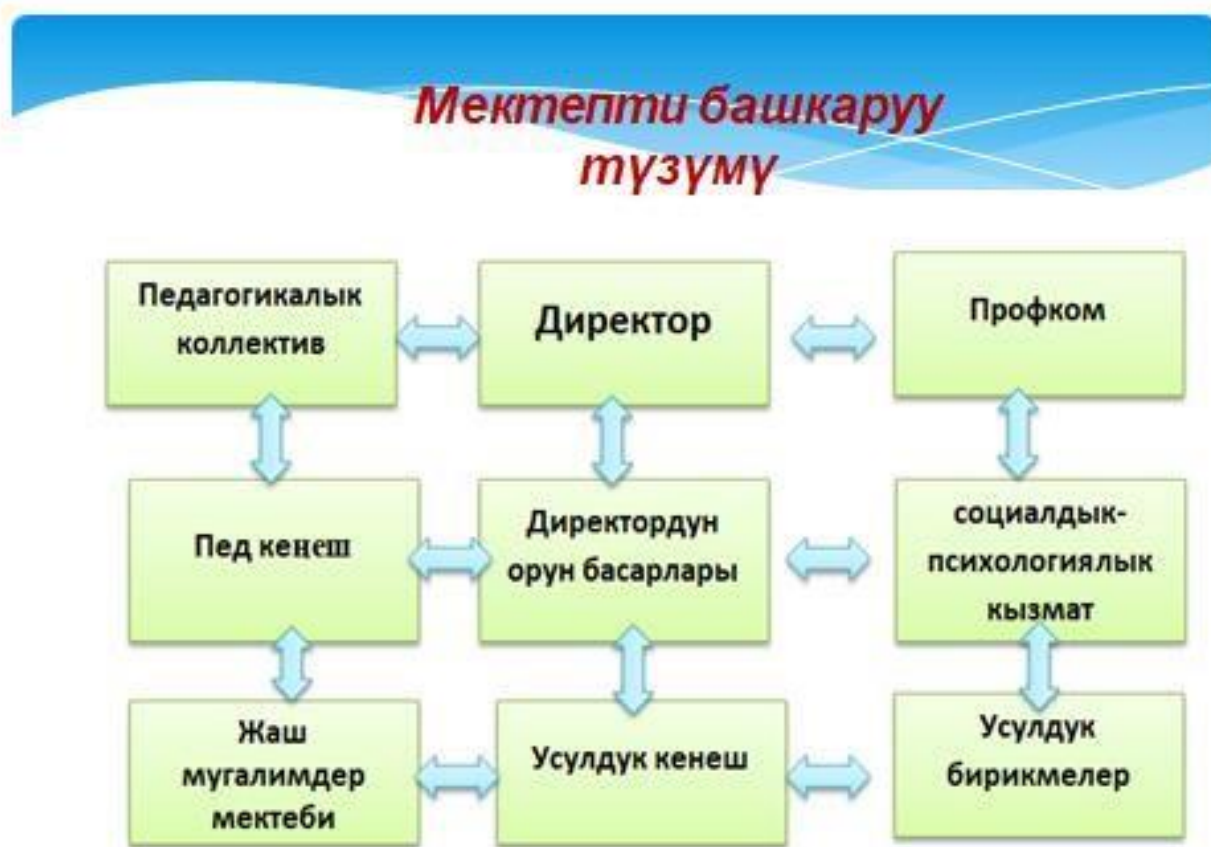 Мектепти башкаруу
түзүмү
Педагогикалык
коллектив
Директор
Профком
Пед кеңеш
Директордун
орун басарлары
социалдык-
психологиялык
кызмат
Жаш
мугалимдер
мектеби
Усулдук кенеш
Усулдук
бирикмелер